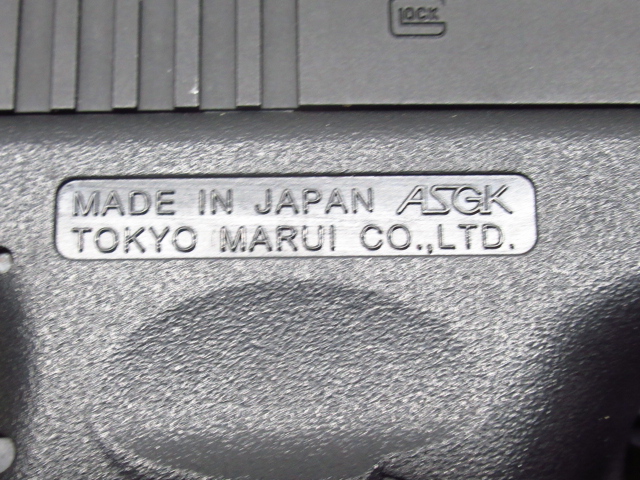 GLOCK
MADE IN JAPAN ASGK
TOKYO MARUI CO.,LTD.